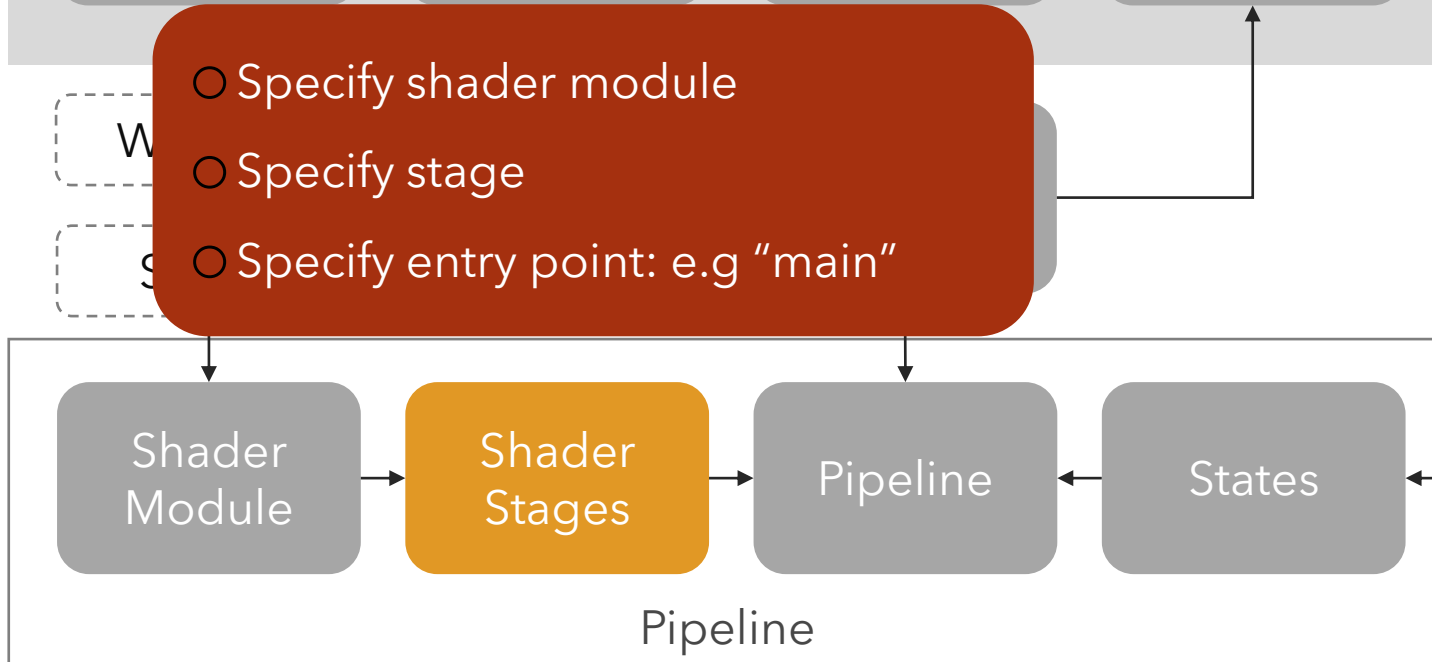 Specify shader module
W
Specify stage
Specify entry point: e.g “main”
Shader
Module
Shader
Stages
Pipeline
States
Pipeline